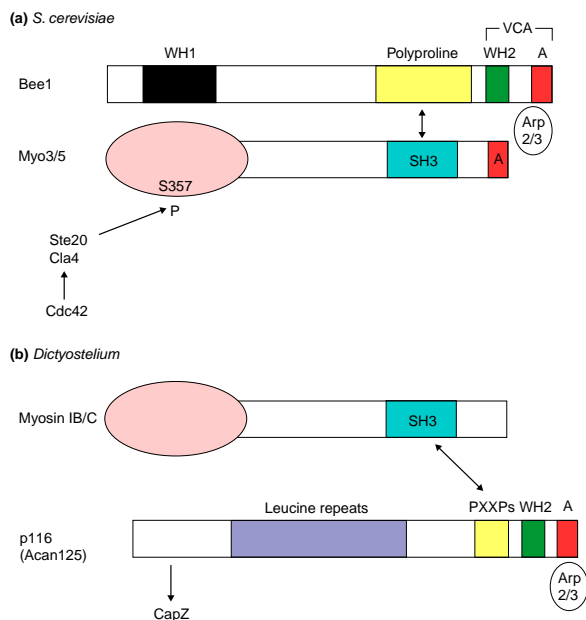 (a) S. cerevisiae
VCA
WH1 Polyproline WH2 A
Bee1
Arp
2/3
Myo3/5
SH3 A
S357
P
Ste20
Cla4
Cdc42
(b) Dictyostelium
Myosin IB/C
SH3
Leucine repeats PXXPs WH2 A
p116
(Acan125)
Arp
2/3
CapZ